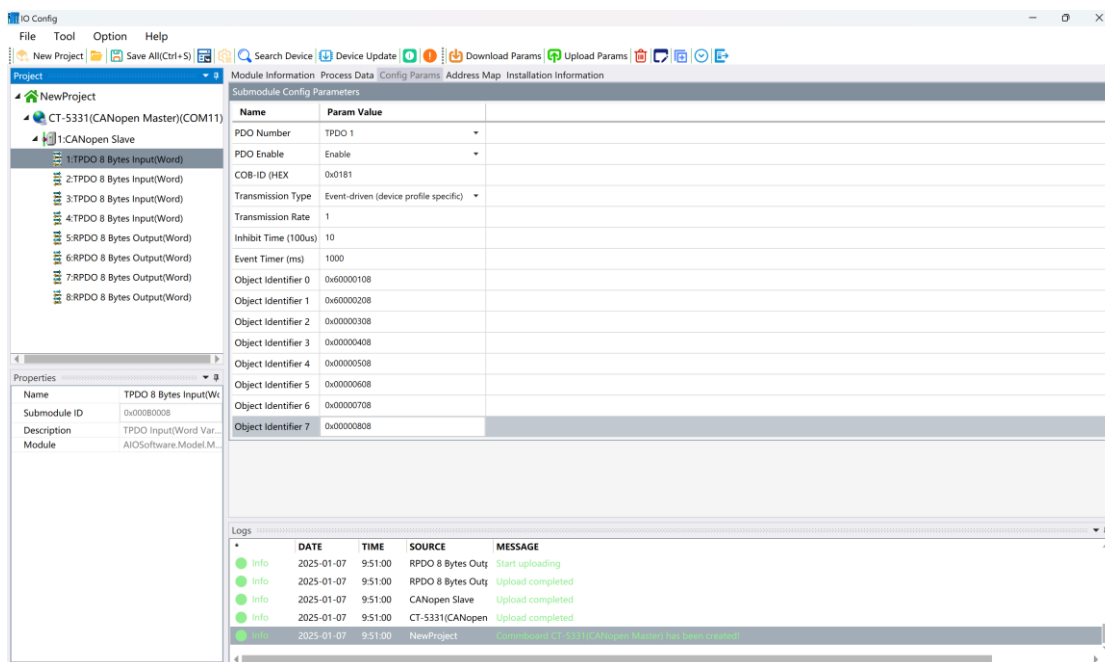 IO Config
File Tool Option Help
New Project Save All(Ctrl+S) Search Device Device Update Download Params Upload Params
Project
NewProject
CT-5331(CANopen Master)(COM11)
1:CANopen Slave
1:TPDO 8 Bytes Input(Word)
2:TPDO 8 Bytes Input(Word)
3:TPDO 8 Bytes Input(Word)
4:TPDO 8 Bytes Input(Word)
5:RPDO 8 Bytes Output(Word)
6:RPDO 8 Bytes Output(Word)
7:RPDO 8 Bytes Output(Word)
8:RPDO 8 Bytes Output(Word)
Properties
Name TPDO 8 Bytes Input(Wc
Submodule ID 0x00080008
Description TPDO Input(Word Var...
Module AIOSoftware.Model.M...
Module Information Process Data Config Params Address Map Installation Information
Submodule Config Parameters
Name Param Value
PDO Number TPDO 1
PDO Enable Enable
COB-ID (HEX 0x0181
Transmission Type Event-driven (device profile specific)
Transmission Rate 1
Inhibit Time (100us) 10
Event Timer (ms) 1000
Object Identifier 0 0x60000108
Object Identifier 1 0x60000208
Object Identifier 2 0x00000308
Object Identifier 3 0x00000408
Object Identifier 4 0x00000508
Object Identifier 5 0x00000608
Object Identifier 6 0x00000708
Object Identifier 7 0x00000808
Logs
* DATE TIME SOURCE MESSAGE
Info 2025-01-07 9:51:00 RPDO 8 Bytes Outp Start uploading
Info 2025-01-07 9:51:00 RPDO 8 Bytes Outp Upload completed
Info 2025-01-07 9:51:00 CANopen Slave Upload completed
Info 2025-01-07 9:51:00 CT-5331(CANopen Upload completed
Info 2025-01-07 9:51:00 NewProject Commboard CT-5331(CANopen Master) has been created!